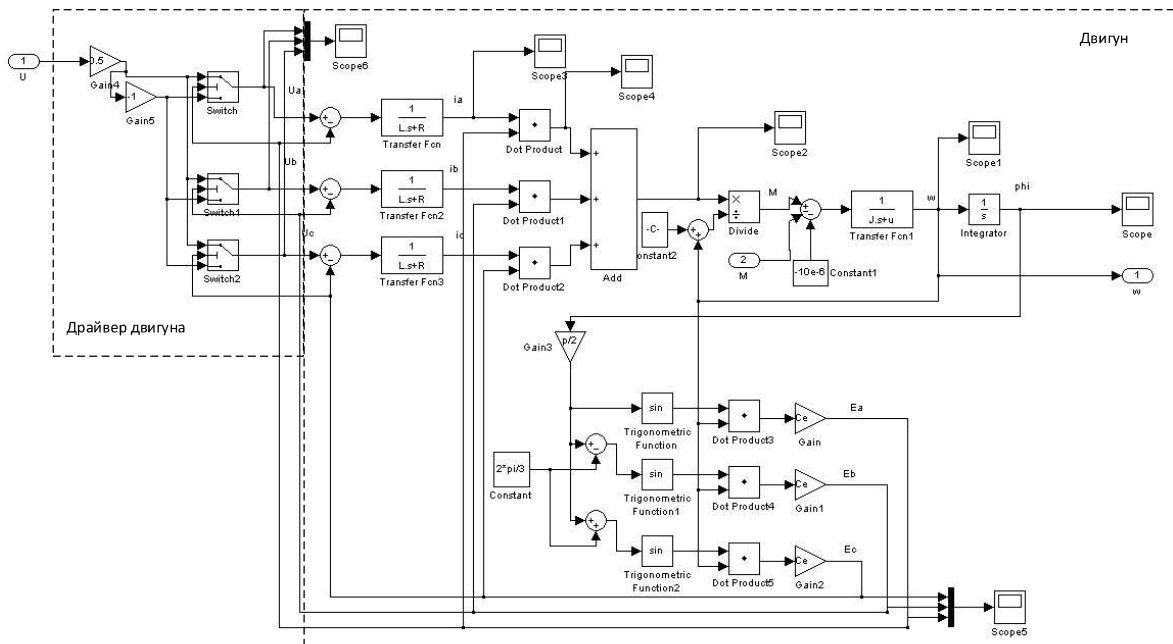 Двигун
Драйвер двигуна
1
U
0.5
Gain4
-1
Gain5
Switch
Switch1
Switch2
Scope6
Ua
Ub
Uc
1
L.s+R
Transfer Fcn
1
L.s+R
Transfer Fcn2
1
L.s+R
Transfer Fcn3
ia
ib
ic
Scope3
Scope4
Dot Product
Dot Product1
Dot Product2
Add
Scope2
-C-
onstant2
Divide
M
2
M
-10e-6
Constant1
1
J.s+u
Transfer Fcn1
w
Scope1
1
s
Integrator
phi
Scope
1
w
p/2
Gain3
2*pi/3
Constant
sin
Trigonometric
Function
sin
Trigonometric
Function1
sin
Trigonometric
Function2
Dot Product3
Dot Product4
Dot Product5
Ce
Gain
Ce
Gain1
Ce
Gain2
Ea
Eb
Ec
Scope5